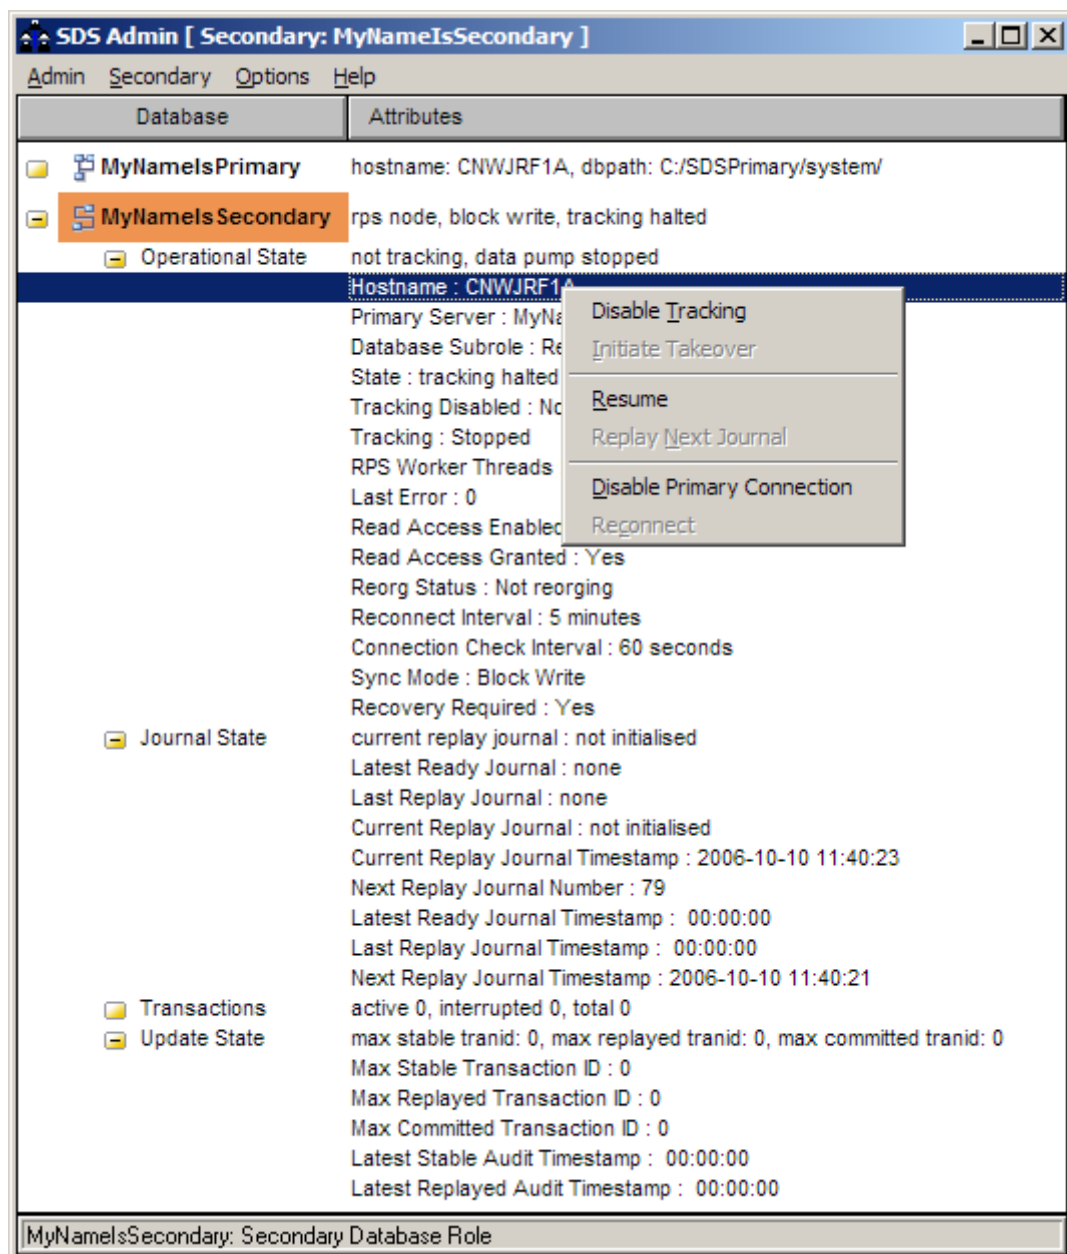 SDS Admin [ Secondary: MyNameIsSecondary ]
Admin Secondary Options Help
Database Attributes
MyNameIsPrimary hostname: CNWJRF1A, dbpath: C:/SDSPrimary/system/
MyNameIsSecondary rps node, block write, tracking halted
Operational State not tracking, data pump stopped
Hostname : CNWJRF1A
Primary Server :
Database Subrole :
State : tracking halted
Tracking Disabled :
Tracking : Stopped
RPS Worker Threads
Last Error : 0
Read Access Enabled
Read Access Granted : Yes
Reorg Status : Not reorging
Reconnect Interval : 5 minutes
Connection Check Interval : 60 seconds
Sync Mode : Block Write
Recovery Required : Yes
Disable Tracking
Initiate Takeover
Resume
Replay Next Journal
Disable Primary Connection
Reconnect
Journal State current replay journal : not initialised
Latest Ready Journal : none
Last Replay Journal : none
Current Replay Journal : not initialised
Current Replay Journal Timestamp : 2006-10-10 11:40:23
Next Replay Journal Number : 79
Latest Ready Journal Timestamp : 00:00:00
Last Replay Journal Timestamp : 00:00:00
Next Replay Journal Timestamp : 2006-10-10 11:40:21
Transactions active 0, interrupted 0, total 0
Update State max stable tranid: 0, max replayed tranid: 0, max committed tranid: 0
Max Stable Transaction ID : 0
Max Replayed Transaction ID : 0
Max Committed Transaction ID : 0
Latest Stable Audit Timestamp : 00:00:00
Latest Replayed Audit Timestamp : 00:00:00
MyNameIsSecondary: Secondary Database Role